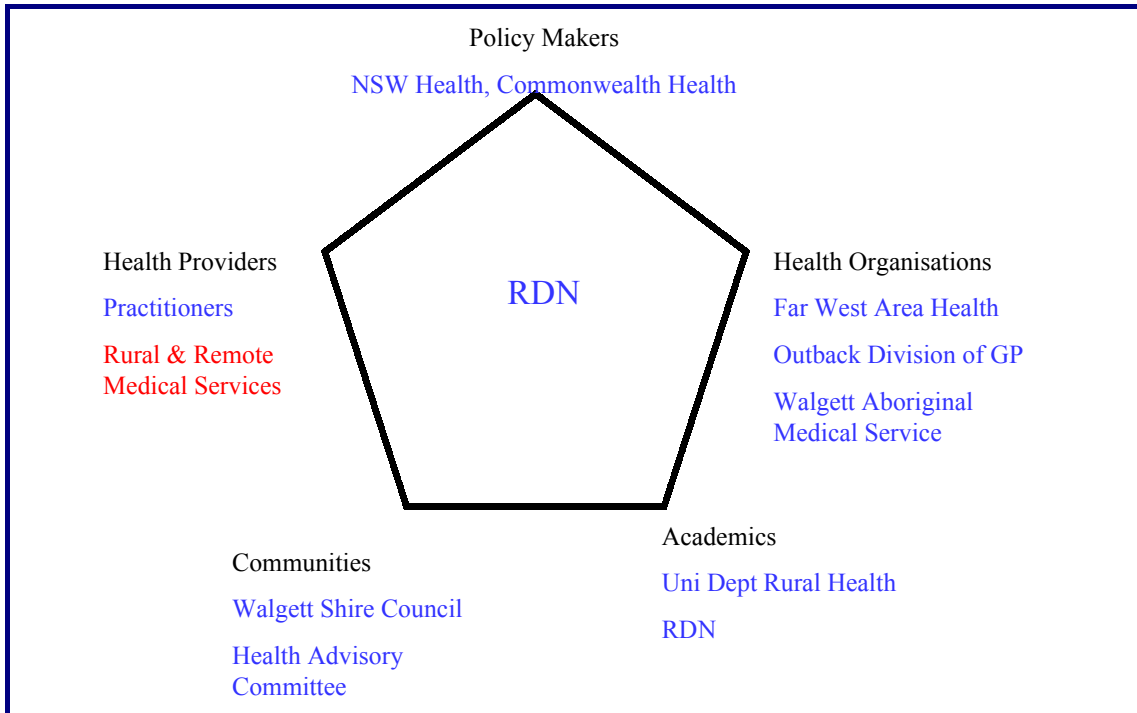 Policy Makers
NSW Health, Commonwealth Health
Health Providers
Practitioners
Rural & Remote
Medical Services
RDN
Health Organisations
Far West Area Health
Outback Division of GP
Walgett Aboriginal
Medical Service
Communities
Walgett Shire Council
Health Advisory
Committee
Academics
Uni Dept Rural Health
RDN